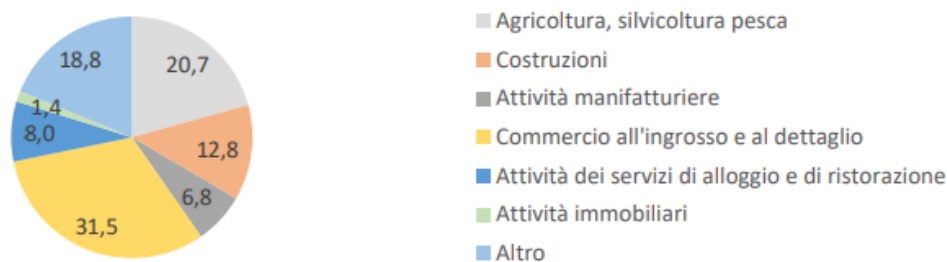 18,8
20,7
1,4
8,0
12,8
6,8
31,5
Agricoltura, silvicoltura pesca
Costruzioni
Attività manifatturiere
Commercio all'ingrosso e al dettaglio
Attività dei servizi di alloggio e di ristorazione
Attività immobiliari
Altro